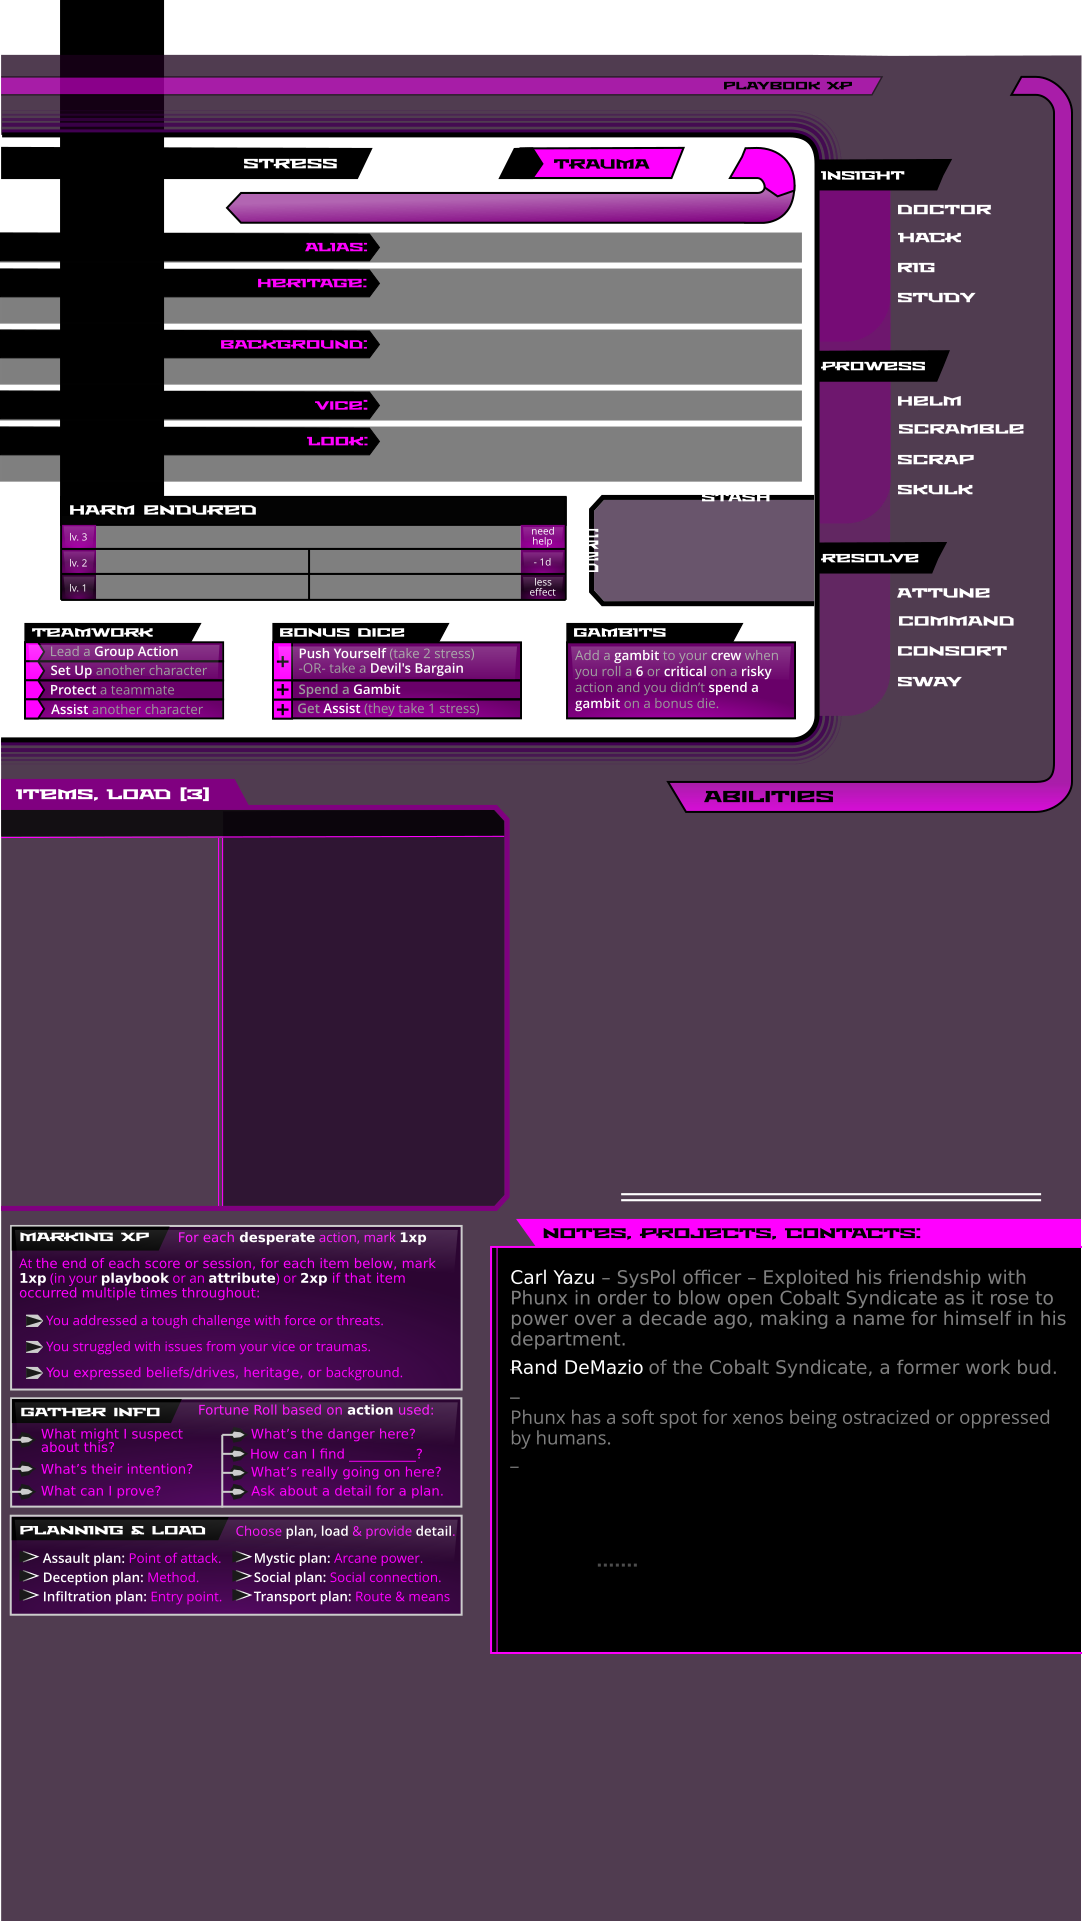 PLAYBOOK XP
STRESS
TRAUMA
INSIGHT
DOCTOR
HACK
RIG
STUDY
ALIAS:
HERITAGE:
BACKGROUND:
VICE:
LOOK:
PROWESS
HELM
SCRAMBLE
SCRAP
SKULK
HARM ENDURED
lv. 3
need
help
lv. 2
- 1d
lv. 1
less
effect
STASH
RESOLVE
ATTUNE
COMMAND
CONSORT
SWAY
TEAMWORK
Lead a Group Action
Set Up another character
Protect a teammate
Assist another character
BONUS DICE
+ Push Yourself (take 2 stress)
-OR- take a Devil's Bargain
+ Spend a Gambit
+ Get Assist (they take 1 stress)
GAMBITS
Add a gambit to your crew when
you roll a 6 or critical on a risky
action and you didn't spend a
gambit on a bonus die.
ITEMS, LOAD [3]
ABILITIES
MARKING XP
For each desperate action, mark 1xp
At the end of each score or session, for each item below, mark
1xp (in your playbook or an attribute) or 2xp if that item
occurred multiple times throughout:
You addressed a tough challenge with force or threats.
You struggled with issues from your vice or traumas.
You expressed beliefs/drives, heritage, or background.
GATHER INFO
Fortune Roll based on action used:
What might I suspect
about this?
What's their intention?
What can I prove?
What's the danger here?
How can I find __________?
What's really going on here?
Ask about a detail for a plan.
PLANNING & LOAD
Choose plan, load & provide detail.
Assault plan: Point of attack.
Deception plan: Method.
Infiltration plan: Entry point.
Mystic plan: Arcane power.
Social plan: Social connection.
Transport plan: Route & means
NOTES, PROJECTS, CONTACTS:
Carl Yazu – SysPol officer – Exploited his friendship with
Phunx in order to blow open Cobalt Syndicate as it rose to
power over a decade ago, making a name for himself in his
department.
Rand DeMazio of the Cobalt Syndicate, a former work bud.
_
Phunx has a soft spot for xenos being ostracized or oppressed
by humans.
_
.......